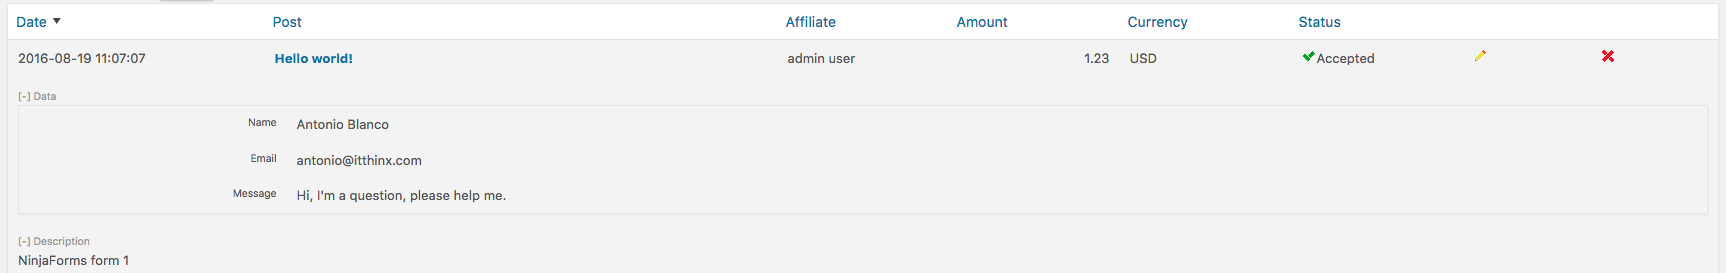 Date Post Affiliate Amount Currency Status
2016-08-19 11:07:07 Hello world! admin user 1.23 USD Accepted
[-] Data
Name Antonio Blanco
Email antonio@itthinx.com
Message Hi, I'm a question, please help me.
[-] Description
NinjaForms form 1